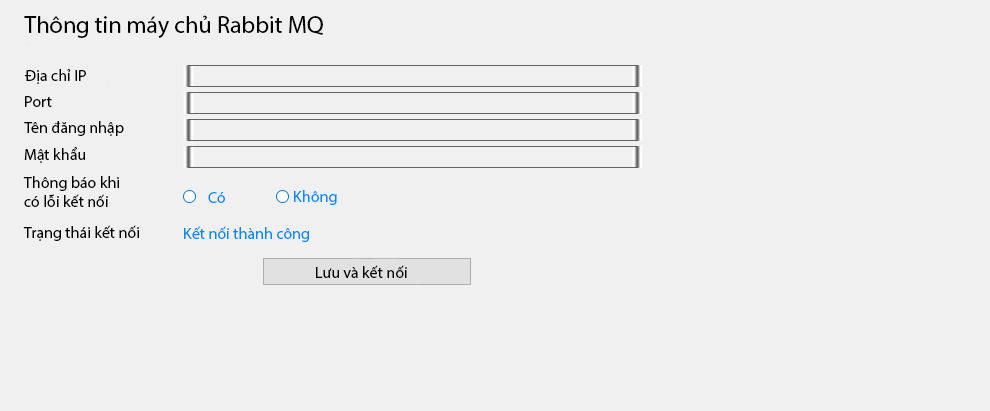 Thông tin máy chủ Rabbit MQ
Địa chỉ IP
Port
Tên đăng nhập
Mật khẩu
Thông báo khi
có lỗi kết nối
Có
Không
Trạng thái kết nối
Kết nối thành công
Lưu và kết nối